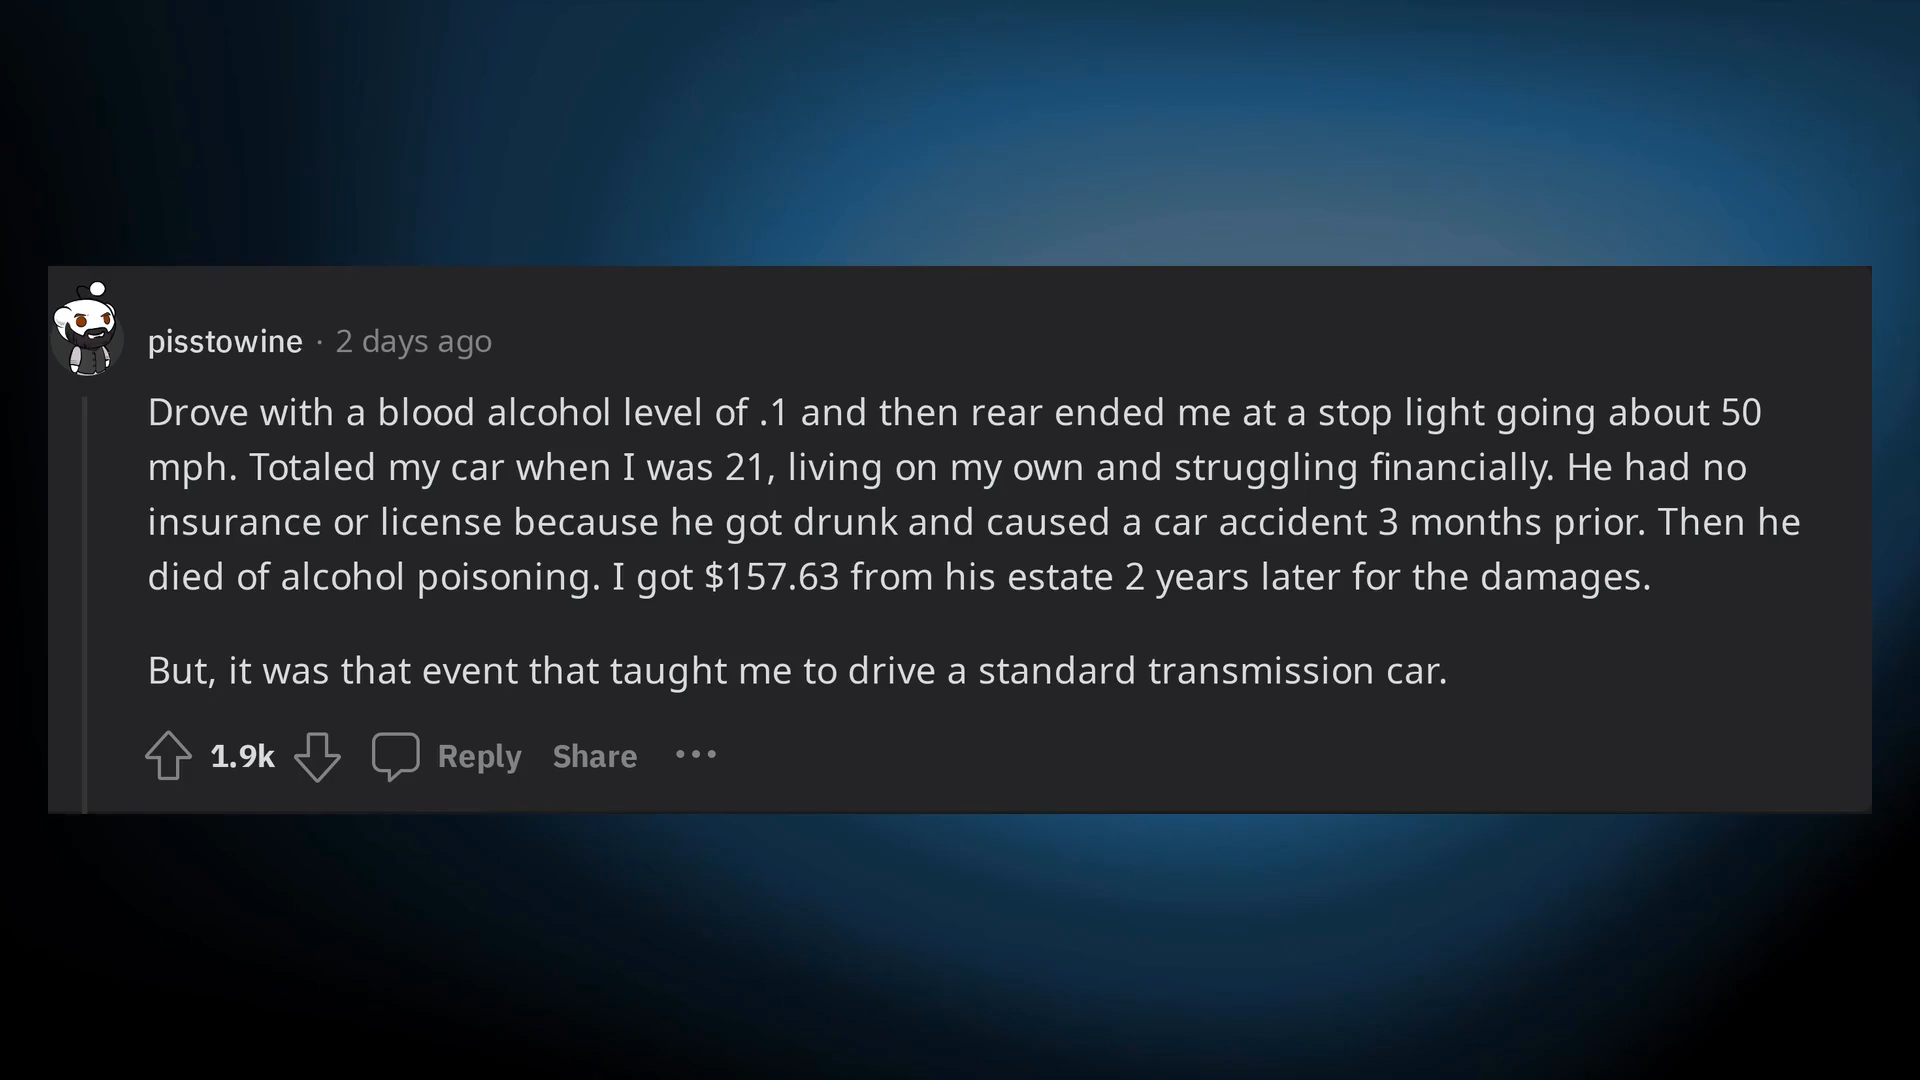 pisstowine · 2 days ago
Drove with a blood alcohol level of .1 and then rear ended me at a stop light going about 50
mph. Totaled my car when I was 21, living on my own and struggling financially. He had no
insurance or license because he got drunk and caused a car accident 3 months prior. Then he
died of alcohol poisoning. I got $157.63 from his estate 2 years later for the damages.
But, it was that event that taught me to drive a standard transmission car.
1.9k Reply Share ···